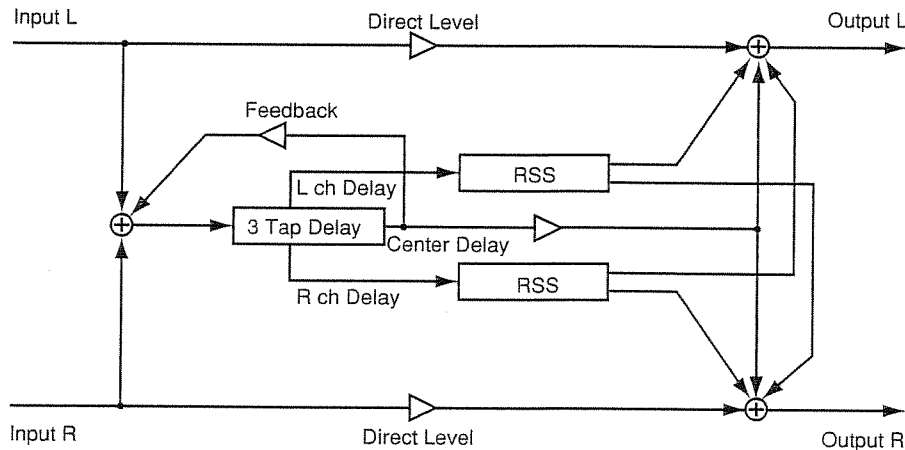 Input L
Direct Level
Output L
Feedback
L ch Delay
RSS
3 Tap Delay
Center Delay
R ch Delay
RSS
Input R
Direct Level
Output R